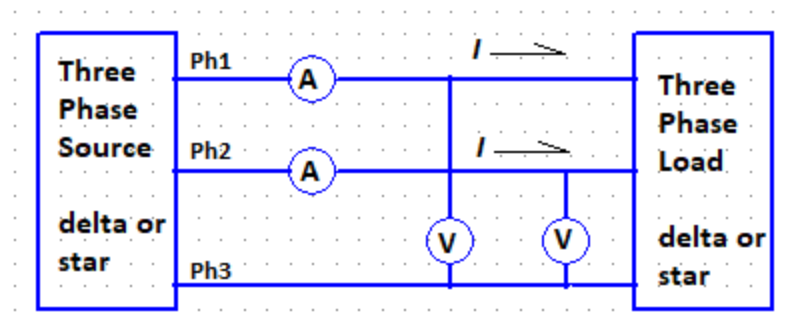 Three
Phase
Source
delta or
star
Ph1
A
I
Ph2
A
I
V
V
Ph3
Three
Phase
Load
delta or
star